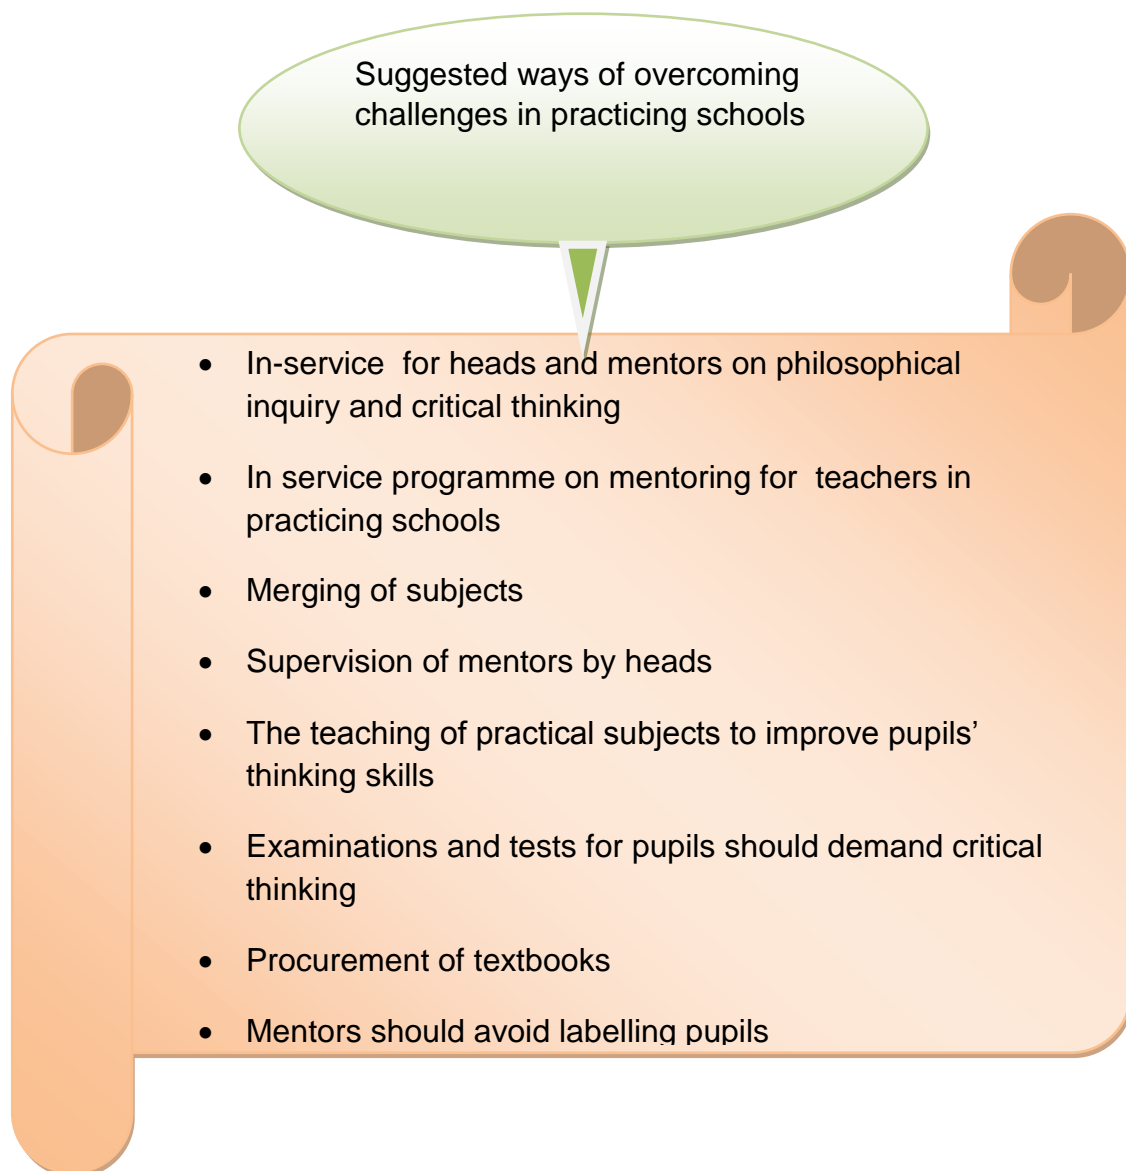 Suggested ways of overcoming
challenges in practicing schools
• In-service for heads and mentors on philosophical
inquiry and critical thinking
• In service programme on mentoring for teachers in
practicing schools
• Merging of subjects
• Supervision of mentors by heads
• The teaching of practical subjects to improve pupils’
thinking skills
• Examinations and tests for pupils should demand critical
thinking
• Procurement of textbooks
• Mentors should avoid labelling pupils